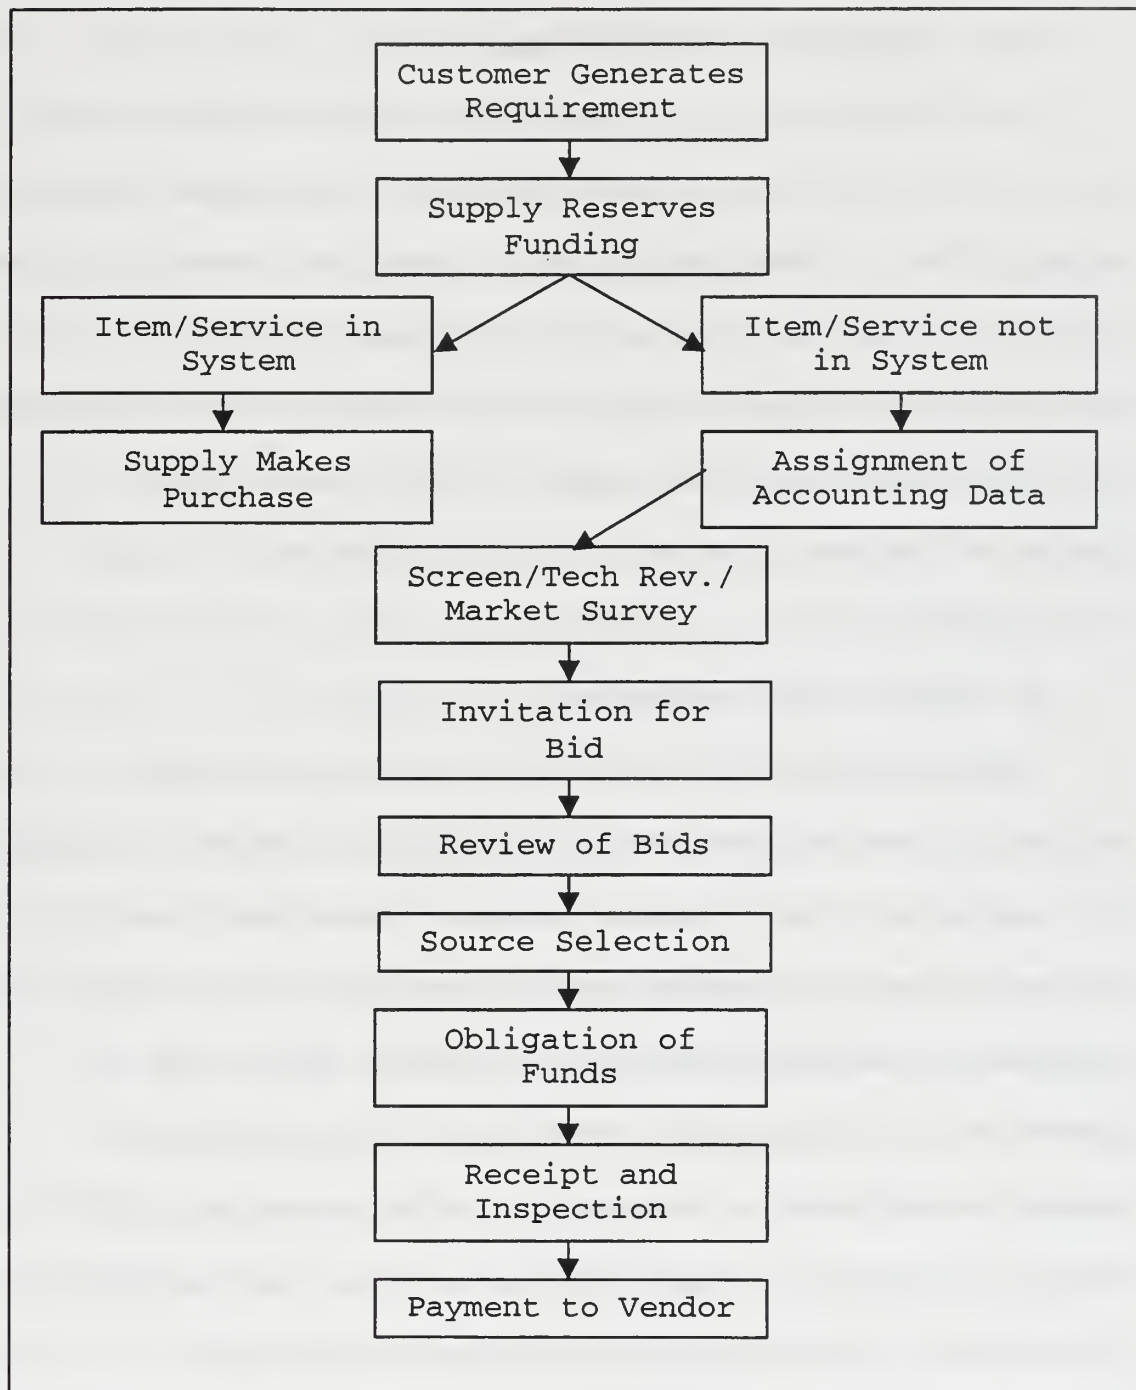 Customer Generates
Requirement
Supply Reserves
Funding
Item/Service in
System
Item/Service not
in System
Supply Makes
Purchase
Assignment of
Accounting Data
Screen/Tech Rev./
Market Survey
Invitation for
Bid
Review of Bids
Source Selection
Obligation of
Funds
Receipt and
Inspection
Payment to Vendor